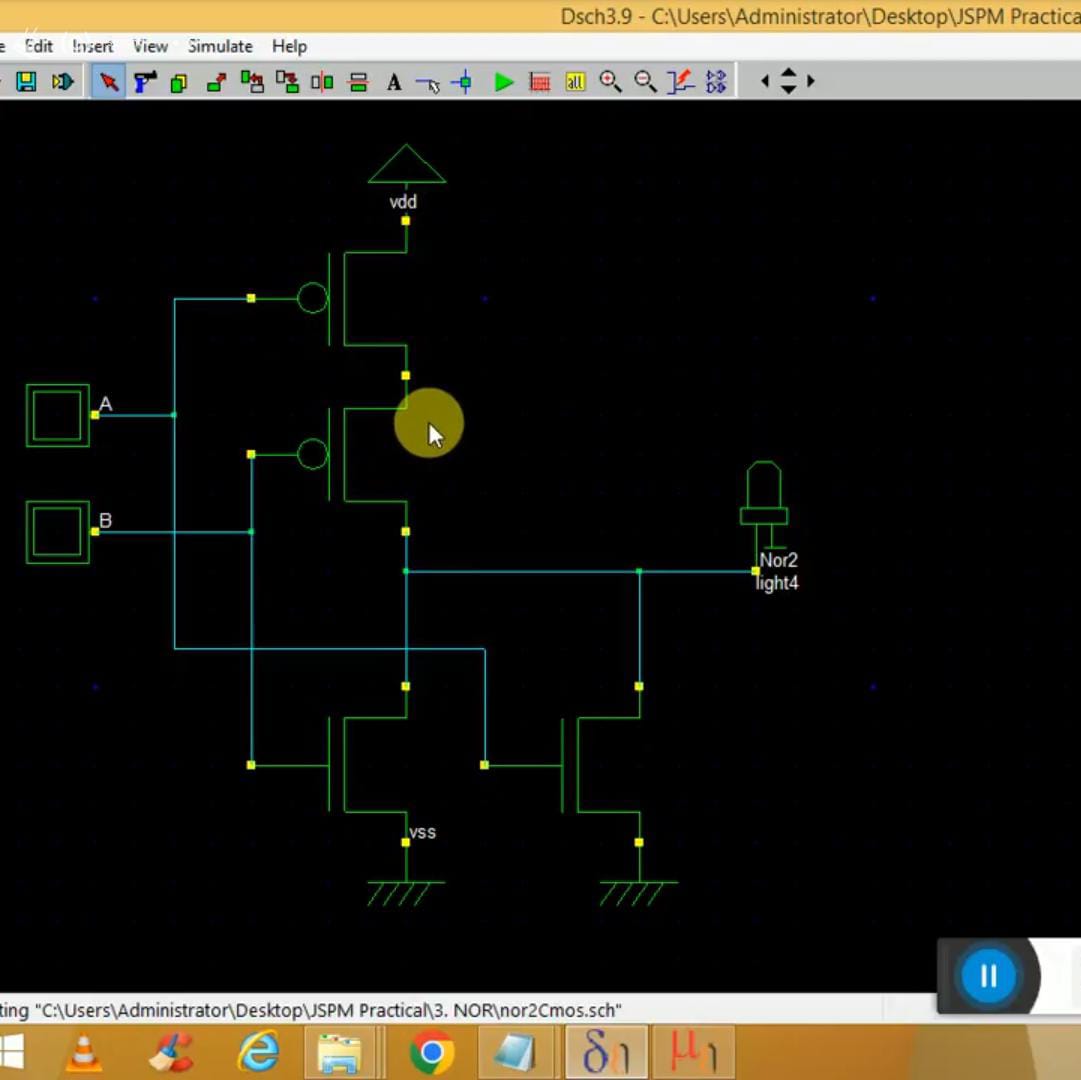 Dsch3.9 - C:\Users\Administrator\Desktop\JSPM Practica
e Edit Insert View Simulate Help
A all
vdd
A
B
Nor2
light4
vss
ting "C:\Users\Administrator\Desktop\JSPM Practical\3. NOR\nor2Cmos.sch"